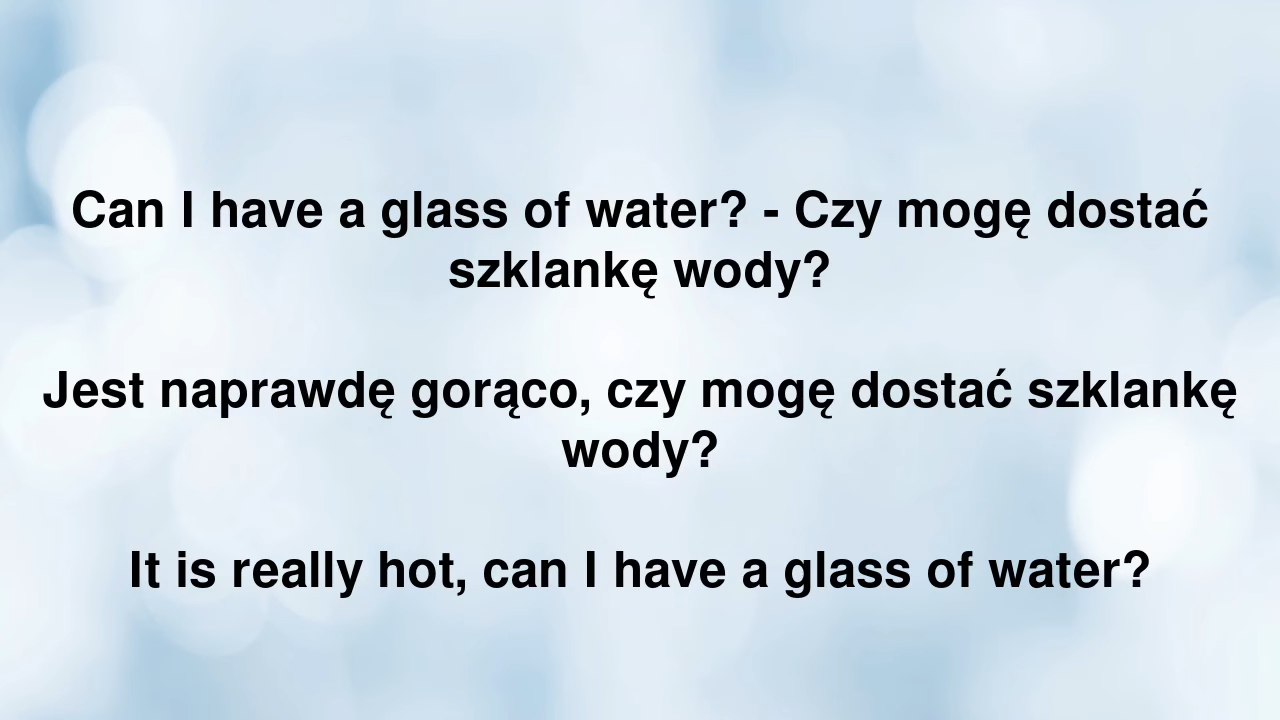 Can I have a glass of water? - Czy mogę dostać
szklankę wody?
Jest naprawdę gorąco, czy mogę dostać szklankę
wody?
It is really hot, can I have a glass of water?